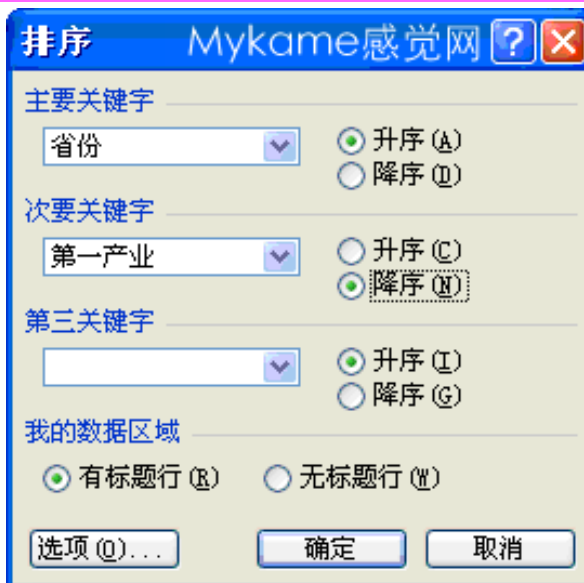 排序 Mykame感觉网
主要关键字
省份 升序(A)
降序(D)
次要关键字
第一产业 升序(C)
降序(N)
第三关键字
升序(I)
降序(G)
我的数据区域
有标题行(R) 无标题行(W)
选项(O)... 确定 取消